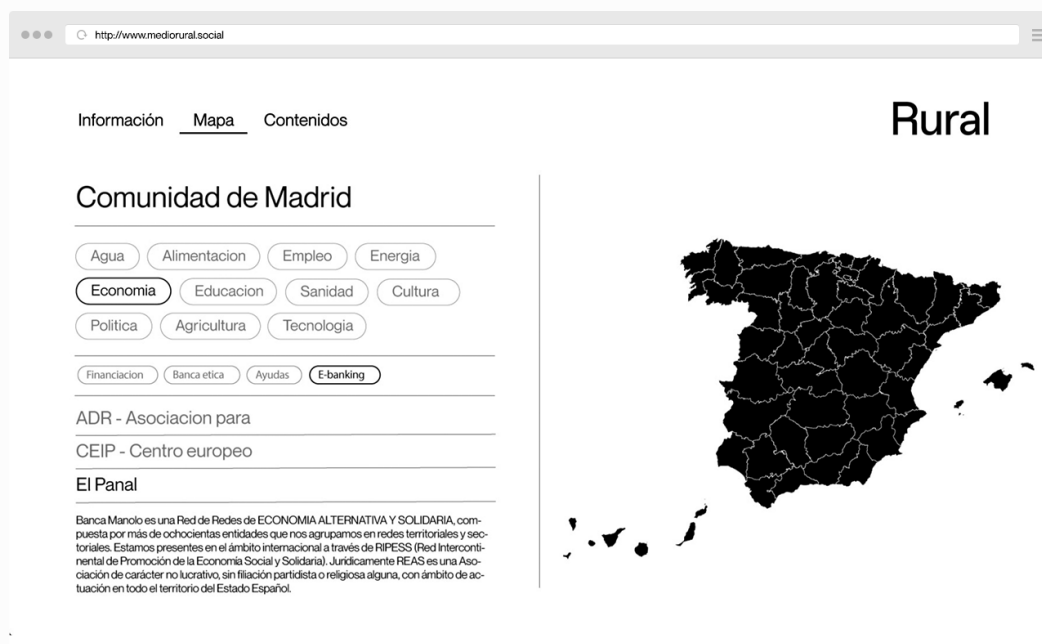 http://www.mediorural.social
Información Mapa Contenidos
Rural
Comunidad de Madrid
Agua Alimentacion Empleo Energia
Economia Educacion Sanidad Cultura
Politica Agricultura Tecnologia
Financiacion Banca etica Ayudas E-banking
ADR - Asociacion para
CEIP - Centro europeo
El Panal
Banca Manolo es una Red de Redes de ECONOMIA ALTERNATIVA Y SOLIDARIA, com-
puesta por más de ochocientas entidades que nos agrupamos en redes territoriales y sec-
toriales. Estamos presentes en el ámbito internacional a través de RIPESS (Red Interconti-
nental de Promoción de la Economía Social y Solidaria). Jurídicamente REAS es una Aso-
ciación de carácter no lucrativo, sin filiación partidista o religiosa alguna, con ámbito de ac-
tuación en todo el territorio del Estado Español.